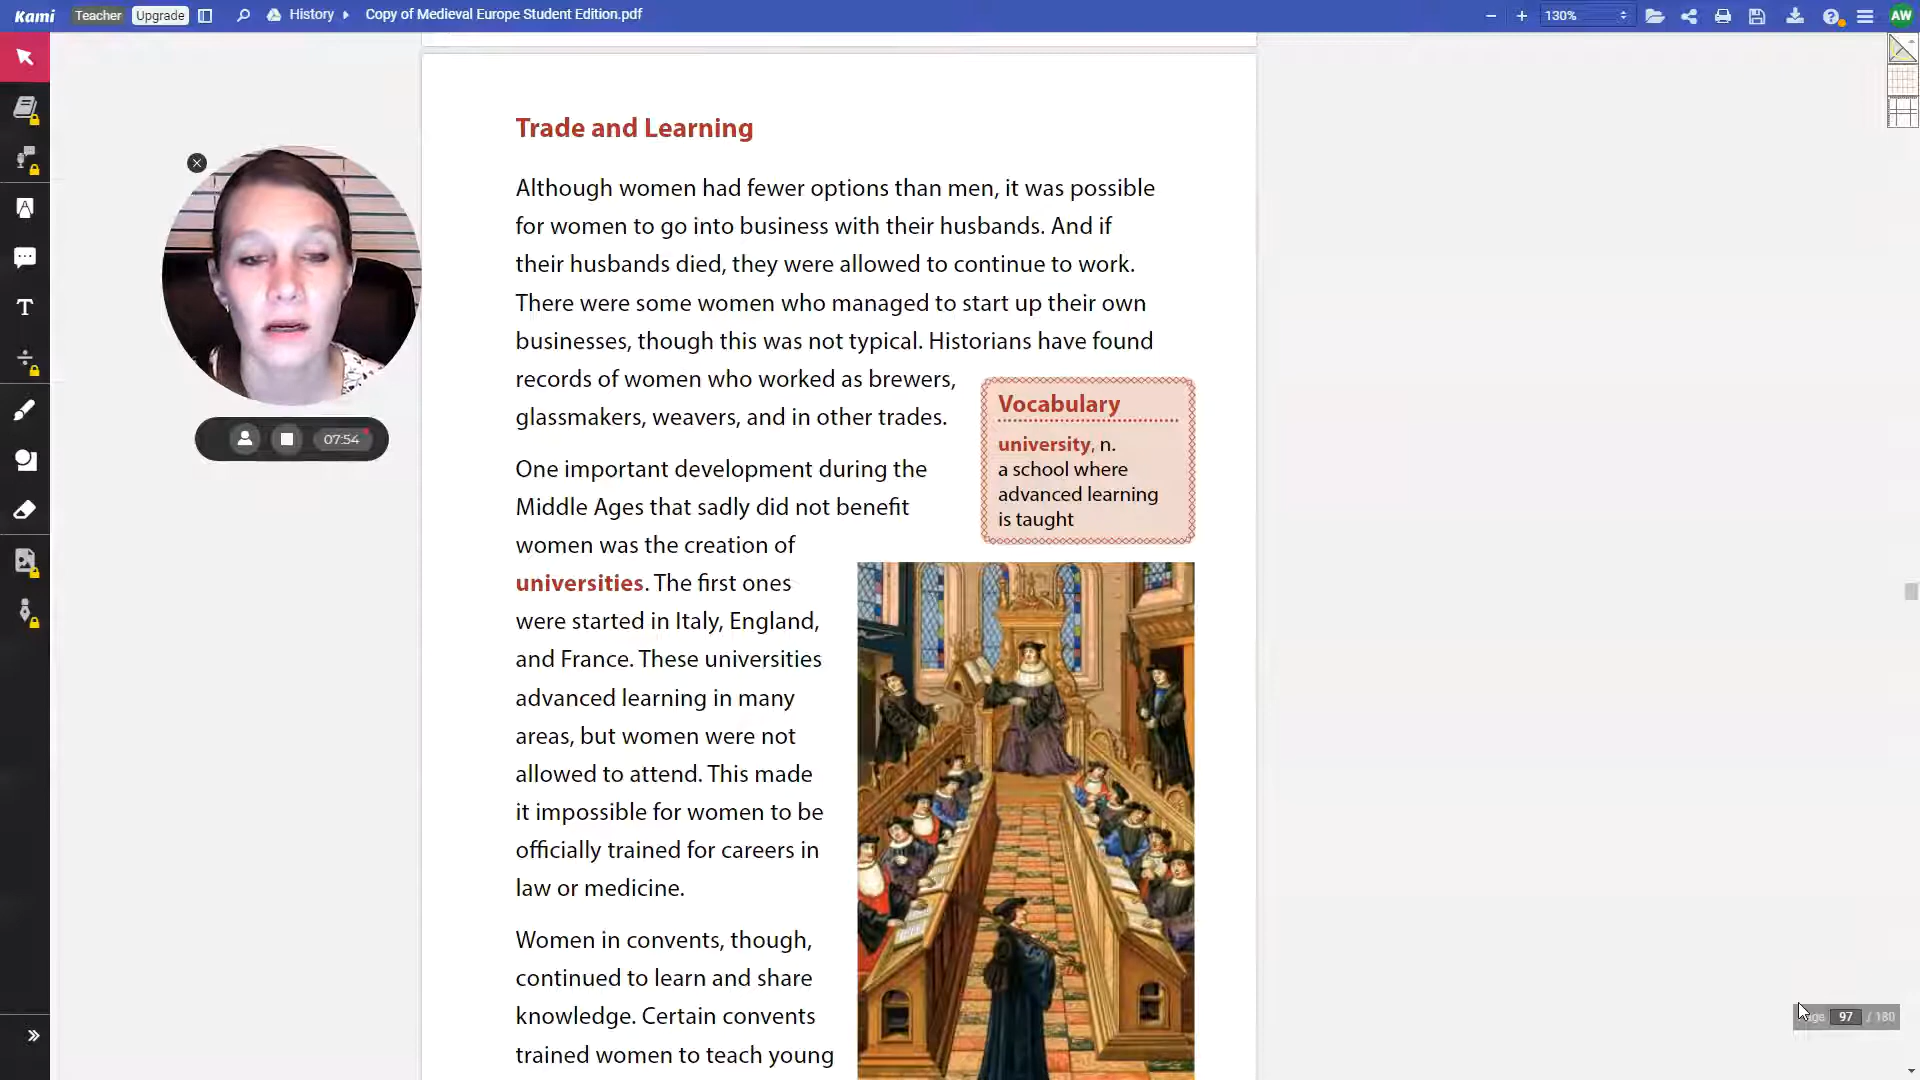 Kami Teacher Upgrade History Copy of Medieval Europe Student Edition.pdf 130% AW
Trade and Learning
Although women had fewer options than men, it was possible
for women to go into business with their husbands. And if
their husbands died, they were allowed to continue to work.
There were some women who managed to start up their own
businesses, though this was not typical. Historians have found
records of women who worked as brewers,
glassmakers, weavers, and in other trades.
Vocabulary
university, n.
a school where
advanced learning
is taught
07:54
One important development during the
Middle Ages that sadly did not benefit
women was the creation of
universities. The first ones
were started in Italy, England,
and France. These universities
advanced learning in many
areas, but women were not
allowed to attend. This made
it impossible for women to be
officially trained for careers in
law or medicine.
Women in convents, though,
continued to learn and share
knowledge. Certain convents
trained women to teach young
97 / 180